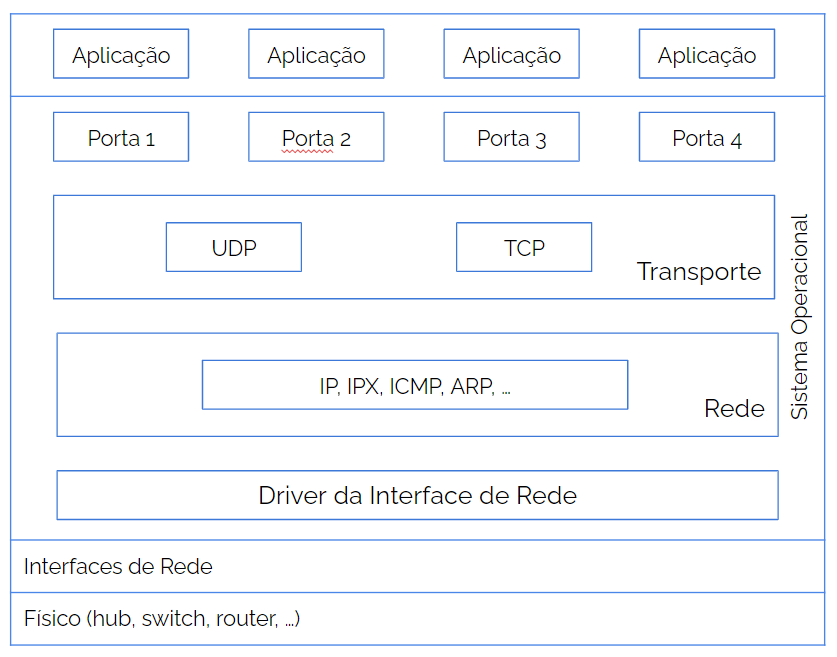 Aplicação
Aplicação
Aplicação
Aplicação
Porta 1
Porta 2
Porta 3
Porta 4
UDP
TCP
Transporte
Sistema Operacional
IP, IPX, ICMP, ARP, ...
Rede
Driver da Interface de Rede
Interfaces de Rede
Físico (hub, switch, router, ...)